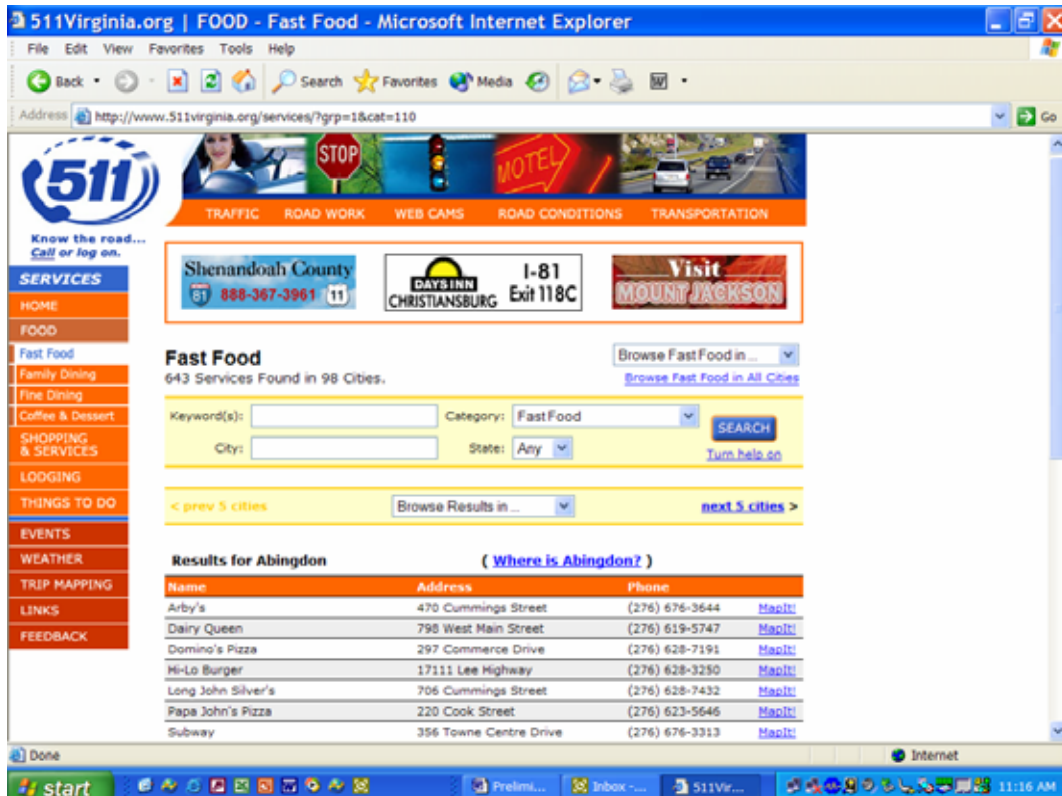 511Virginia.org | FOOD - Fast Food - Microsoft Internet Explorer
File Edit View Favorites Tools Help
Back Search Favorites Media
Address http://www.511virginia.org/services/?grp=1&cat=110 Go
511
STOP
MOTEL
TRAFFIC ROAD WORK WEB CAMS ROAD CONDITIONS TRANSPORTATION
Know the road...
Call or log on.
SERVICES
HOME
FOOD
Fast Food
Family Dining
Fine Dining
Coffee & Dessert
SHOPPING
& SERVICES
LODGING
THINGS TO DO
EVENTS
WEATHER
TRIP MAPPING
LINKS
FEEDBACK
Shenandoah County
81 888-367-3961 11
DAYS INN
CHRISTIANSBURG
I-81
Exit 118C
Visit
MOUNT JACKSON
Fast Food
643 Services Found in 98 Cities.
Browse Fast Food in ...
Browse Fast Food in All Cities
Keyword(s): Category: Fast Food
SEARCH
City: State: Any
Turn help on
< prev 5 cities Browse Results in ... next 5 cities >
Results for Abingdon ( Where is Abingdon? )
Name Address Phone
Arby's 470 Cummings Street (276) 676-3644 MapIt!
Dairy Queen 798 West Main Street (276) 619-5747 MapIt!
Domino's Pizza 297 Commerce Drive (276) 628-7191 MapIt!
Hi-Lo Burger 17111 Lee Highway (276) 628-3250 MapIt!
Long John Silver's 706 Cummings Street (276) 628-7432 MapIt!
Papa John's Pizza 220 Cook Street (276) 623-5646 MapIt!
Subway 356 Towne Centre Drive (276) 676-3313 MapIt!
Done Internet
start Prelimi... Inbox -... 511Vir... 11:16 AM